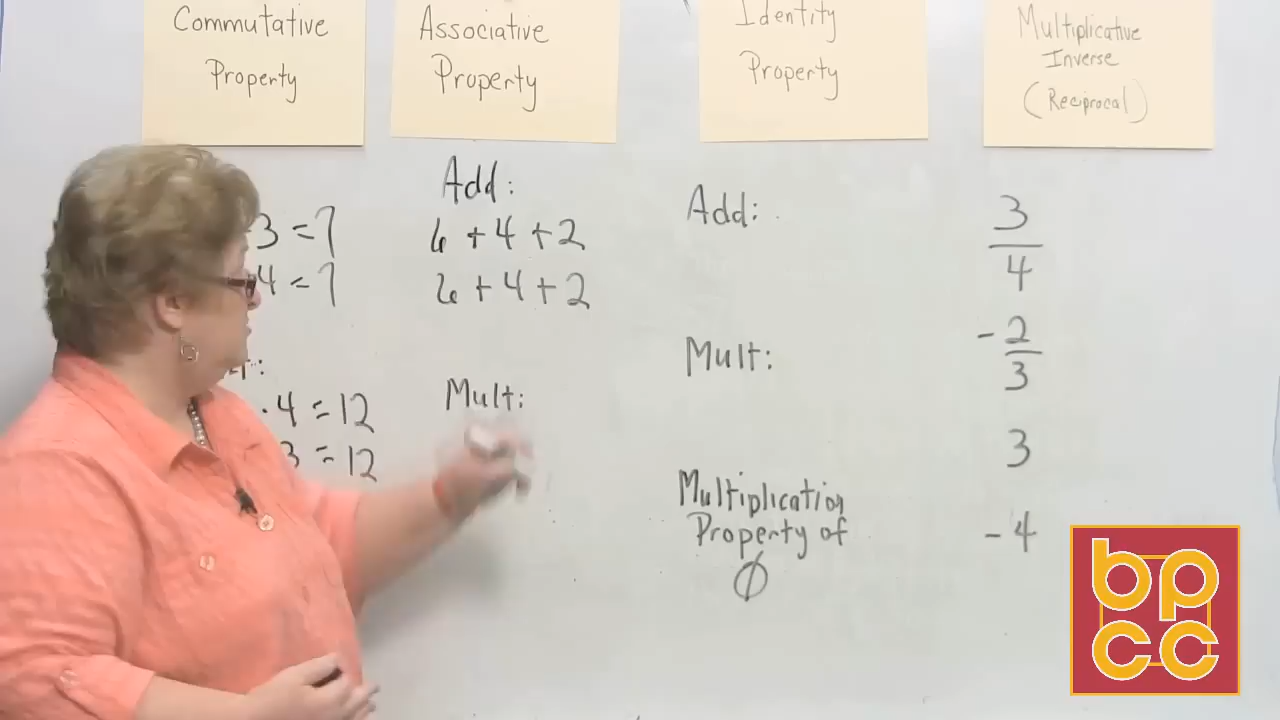 Commutative
Property
3 = 7
4 = 7
· 4 = 12
3 = 12
Associative
Property
Add:
6 + 4 + 2
6 + 4 + 2
Mult:
Identity
Property
Add:
Mult:
Multiplication
Property of
∅
Multiplicative
Inverse
(Reciprocal)
3
4
- 2
3
3
- 4
bp
cc